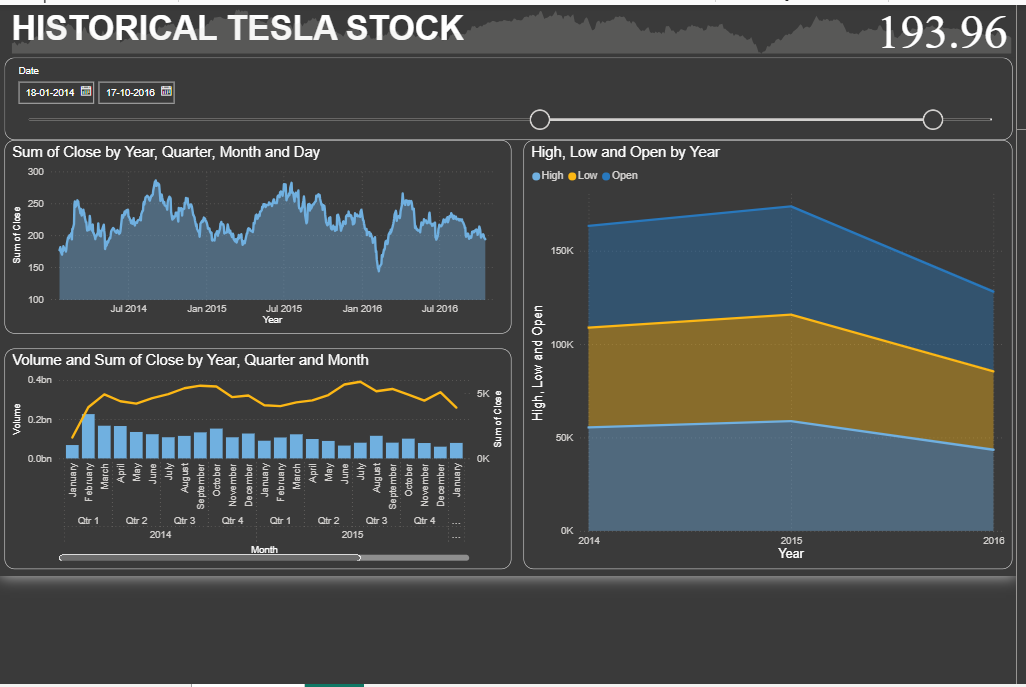 HISTORICAL TESLA STOCK
193.96
Date
18-01-2014
17-10-2016
Sum of Close by Year, Quarter, Month and Day
Sum of Close
300
250
200
150
100
Jul 2014
Jan 2015
Jul 2015
Jan 2016
Jul 2016
Year
Volume and Sum of Close by Year, Quarter and Month
Volume
0.4bn
0.2bn
0.0bn
5K
0K
Sum of Close
January
February
March
April
May
June
July
August
September
October
November
December
January
February
March
April
May
June
July
August
September
October
November
December
January
Qtr 1
Qtr 2
Qtr 3
Qtr 4
Qtr 1
Qtr 2
Qtr 3
Qtr 4
...
2014
2015
...
Month
High, Low and Open by Year
High
Low
Open
High, Low and Open
150K
100K
50K
0K
2014
2015
2016
Year